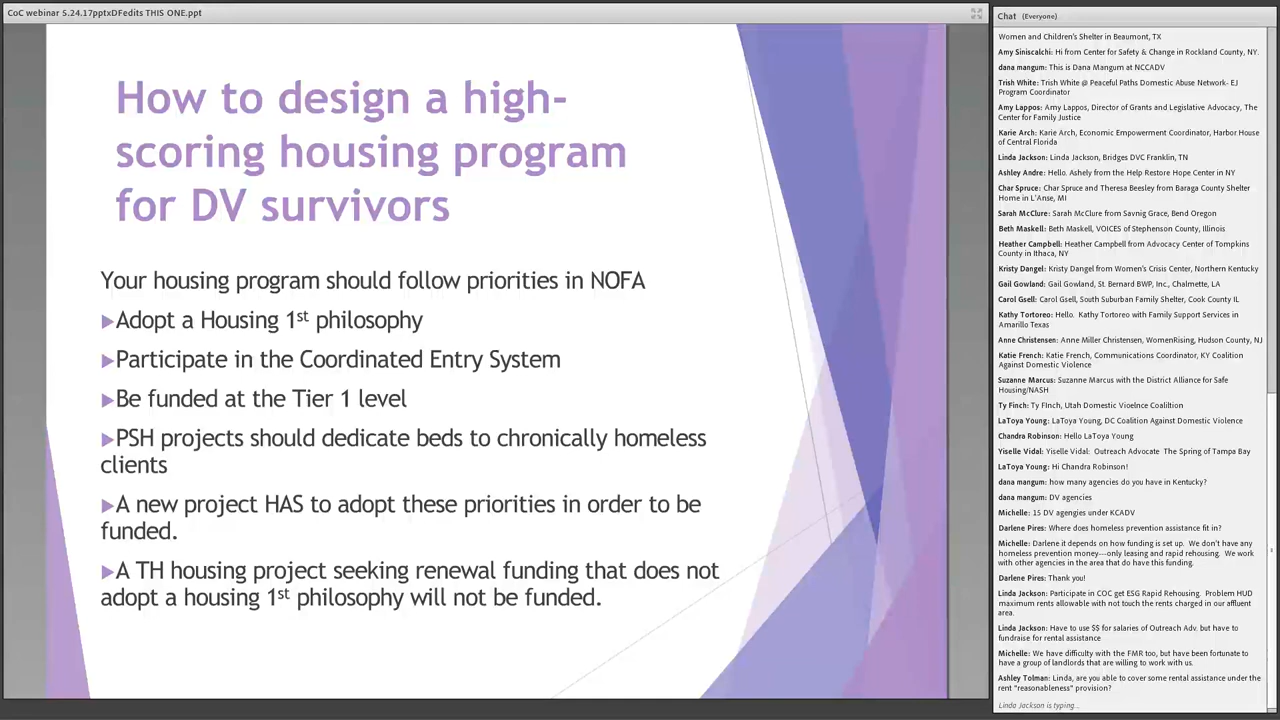 CoC webinar 5.24.17pptxDFedits THIS ONE.ppt
How to design a high-
scoring housing program
for DV survivors
Your housing program should follow priorities in NOFA
▶Adopt a Housing 1st philosophy
▶Participate in the Coordinated Entry System
▶Be funded at the Tier 1 level
▶PSH projects should dedicate beds to chronically homeless
clients
▶A new project HAS to adopt these priorities in order to be
funded.
▶A TH housing project seeking renewal funding that does not
adopt a housing 1st philosophy will not be funded.
Chat (Everyone)
Women and Children's Shelter in Beaumont, TX
Amy Siniscalchi: Hi from Center for Safety & Change in Rockland County, NY.
dana mangum: This is Dana Mangum at NCCADV
Trish White: Trish White @ Peaceful Paths Domestic Abuse Network- EJ
Program Coordinator
Amy Lappos: Amy Lappos, Director of Grants and Legislative Advocacy, The
Center for Family Justice
Karie Arch: Karie Arch, Economic Empowerment Coordinator, Harbor House
of Central Florida
Linda Jackson: Linda Jackson, Bridges DVC Franklin, TN
Ashley Andre: Hello. Ashely from the Help Restore Hope Center in NY
Char Spruce: Char Spruce and Theresa Beesley from Baraga County Shelter
Home in L'Anse, MI
Sarah McClure: Sarah McClure from Savnig Grace, Bend Oregon
Beth Maskell: Beth Maskell, VOICES of Stephenson County, Illinois
Heather Campbell: Heather Campbell from Advocacy Center of Tompkins
County in Ithaca, NY
Kristy Dangel: Kristy Dangel from Women's Crisis Center, Northern Kentucky
Gail Gowland: Gail Gowland, St. Bernard BWP, Inc., Chalmette, LA
Carol Gsell: Carol Gsell, South Suburban Family Shelter, Cook County IL
Kathy Tortoreo: Hello. Kathy Tortoreo with Family Support Services in
Amarillo Texas
Anne Christensen: Anne Miller Christensen, WomenRising, Hudson County, NJ
Katie French: Katie French, Communications Coordinator, KY Coalition
Against Domestic Violence
Suzanne Marcus: Suzanne Marcus with the District Alliance for Safe
Housing/NASH
Ty Finch: Ty FInch, Utah Domestic Vioelnce Coaliltion
LaToya Young: LaToya Young, DC Coalition Against Domestic Violence
Chandra Robinson: Hello LaToya Young
Yiselle Vidal: Yiselle Vidal: Outreach Advocate The Spring of Tampa Bay
LaToya Young: Hi Chandra Robinson!
dana mangum: how many agencies do you have in Kentucky?
dana mangum: DV agencies
Michelle: 15 DV agengies under KCADV
Darlene Pires: Where does homeless prevention assistance fit in?
Michelle: Darlene it depends on how funding is set up. We don't have any
homeless prevention money---only leasing and rapid rehousing. We work
with other agencies in the area that do have this funding.
Darlene Pires: Thank you!
Linda Jackson: Participate in COC get ESG Rapid Rehousing. Problem HUD
maximum rents allowable with not touch the rents charged in our affluent
area.
Linda Jackson: Have to use $$ for salaries of Outreach Adv. but have to
fundraise for rental assistance
Michelle: We have difficulty with the FMR too, but have been fortunate to
have a group of landlords that are willing to work with us.
Ashley Tolman: Linda, are you able to cover some rental assistance under the
rent "reasonableness" provision?
Linda Jackson is typing...